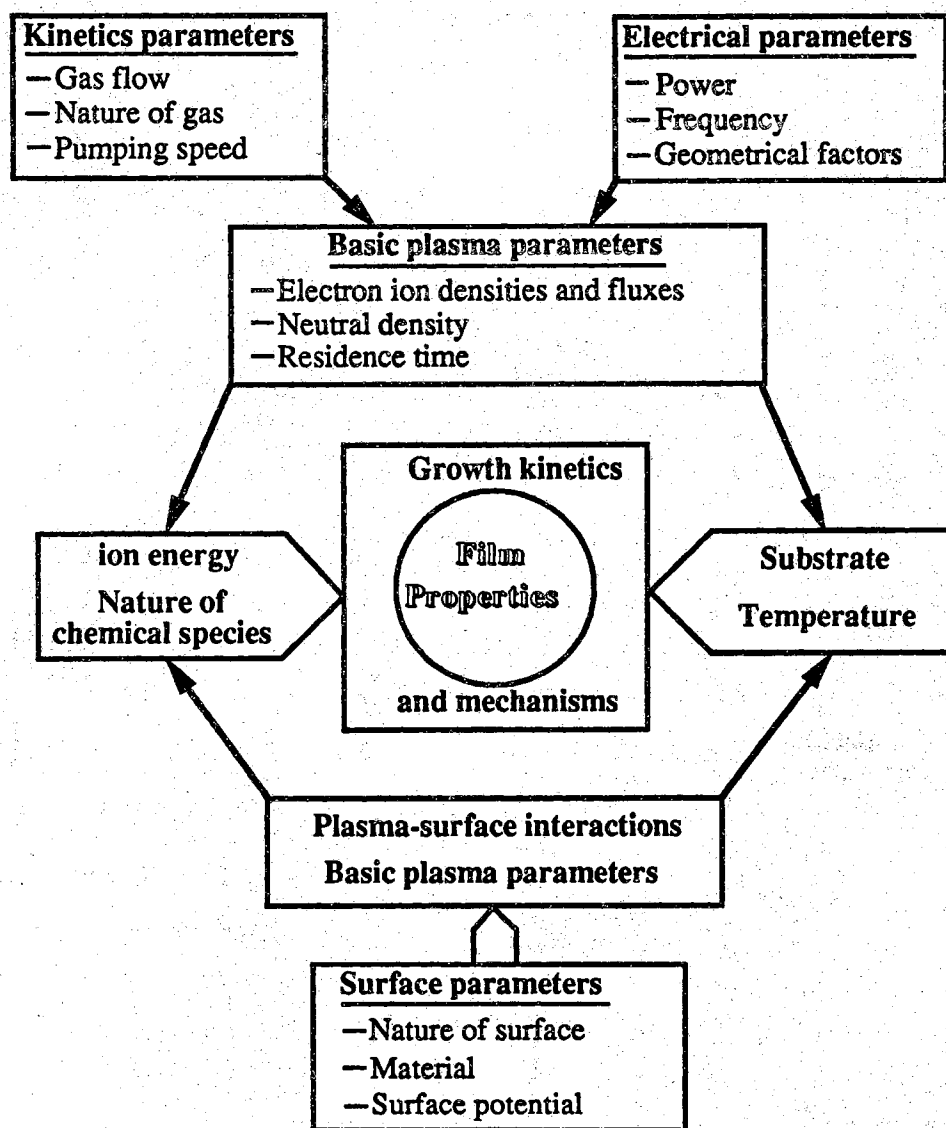 Kinetics parameters
—Gas flow
—Nature of gas
—Pumping speed
Electrical parameters
—Power
—Frequency
—Geometrical factors
Basic plasma parameters
—Electron ion densities and fluxes
—Neutral density
—Residence time
Growth kinetics
Film
Properties
and mechanisms
ion energy
Nature of
chemical species
Substrate
Temperature
Plasma-surface interactions
Basic plasma parameters
Surface parameters
—Nature of surface
—Material
—Surface potential